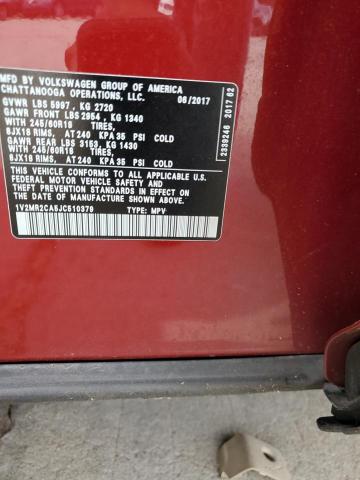 MFD. BY VOLKSWAGEN GROUP OF AMERICA
CHATTANOOGA OPERATIONS, LLC. 06/2017
GVWR LBS 5997 , KG 2720
GAWR FRONT LBS 2954 , KG 1340
WITH 245/60R18 TIRES,
8JX18 RIMS, AT 240 KPA 35 PSI COLD
GAWR REAR LBS 3153, KG 1430
WITH 245/60R18 TIRES,
8JX18 RIMS, AT 240 KPA 35 PSI COLD
THIS VEHICLE CONFORMS TO ALL APPLICABLE
FEDERAL MOTOR VEHICLE SAFETY AND
THEFT PREVENTION STANDARDS IN EFFECT ON
THE DATE OF MANUFACTURE SHOWN ABOVE.
1V2MR2CA5JC510379 TYPE: MPV
2339246 2017 62